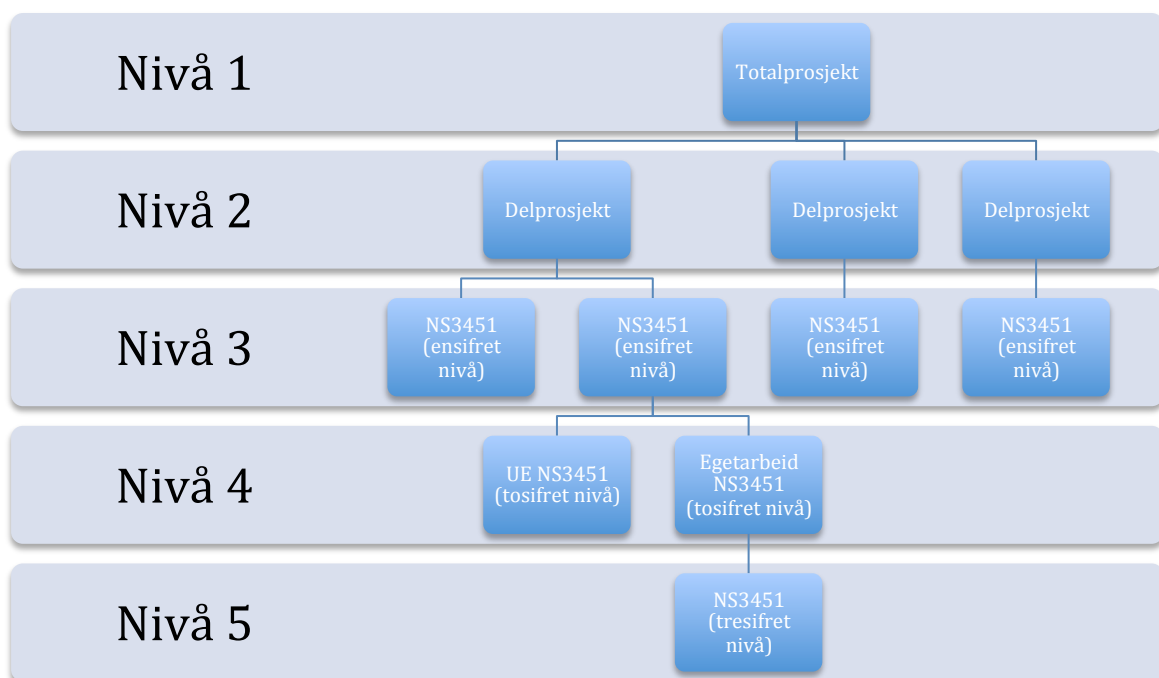 Nivå 1
Totalprosjekt
Nivå 2
Delprosjekt
Delprosjekt
Delprosjekt
Nivå 3
NS3451
(ensifret
nivå)
NS3451
(ensifret
nivå)
NS3451
(ensifret
nivå)
NS3451
(ensifret
nivå)
Nivå 4
UE NS3451
(tosifret nivå)
Egetarbeid
NS3451
(tosifret nivå)
Nivå 5
NS3451
(tresifret
nivå)